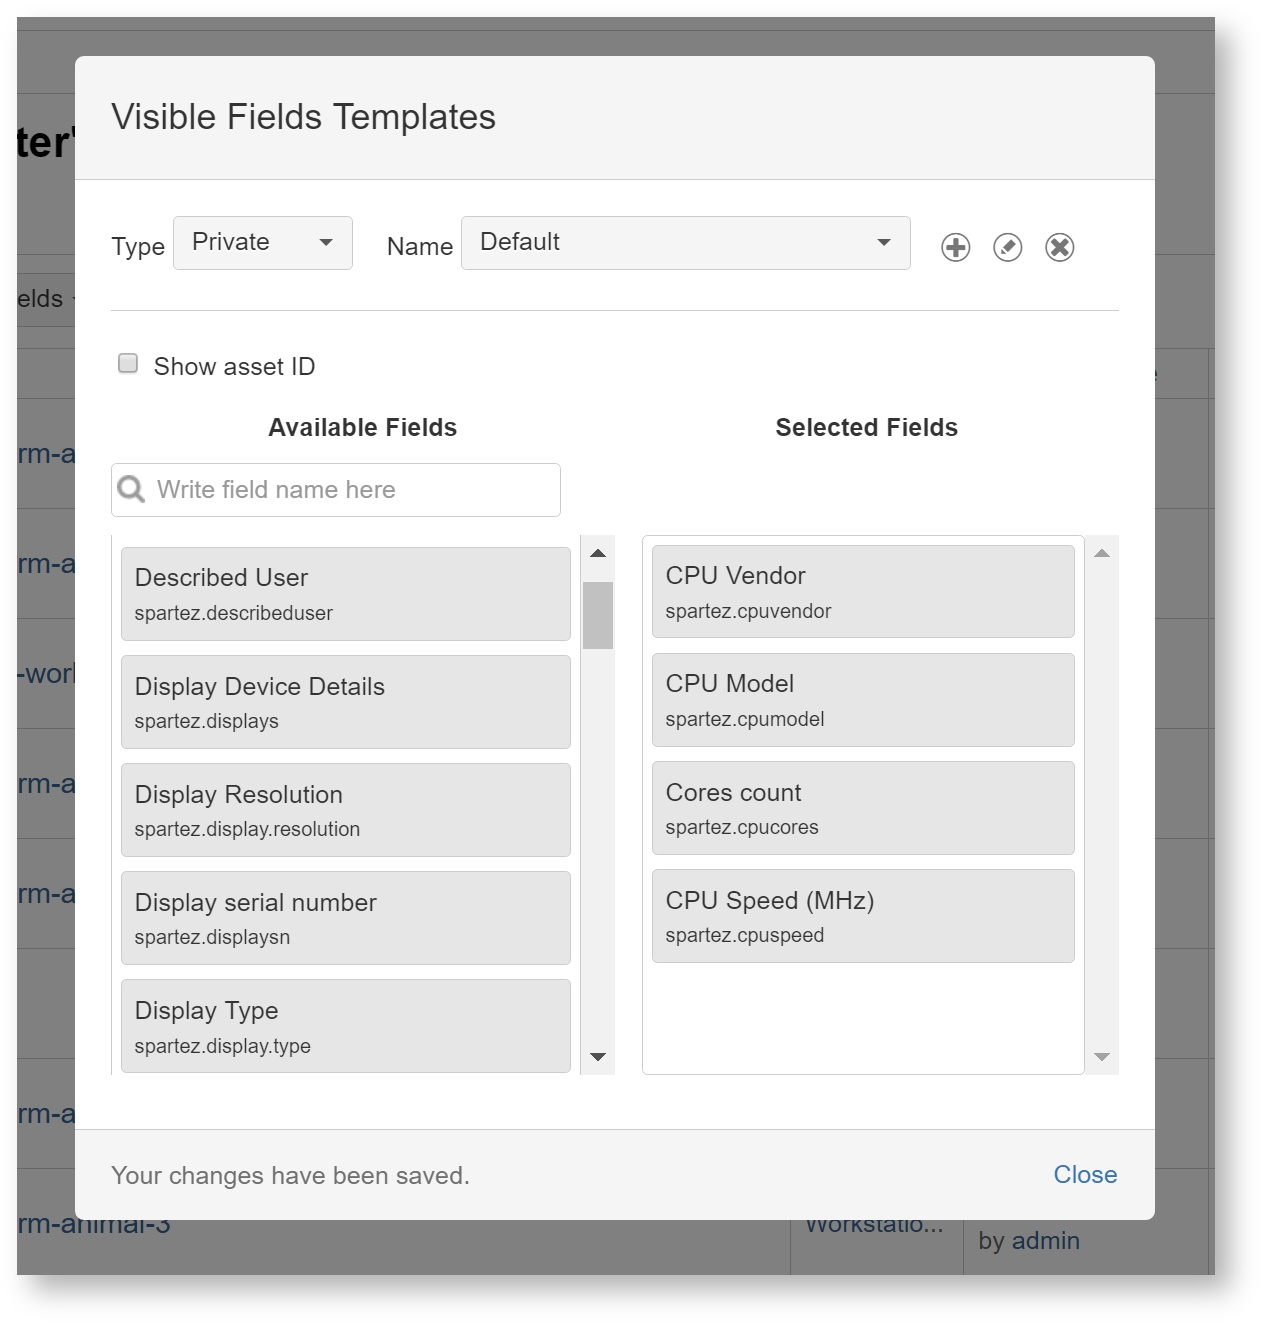 Visible Fields Templates
ter'
Type Private Name Default
elds
Show asset ID
Available Fields Selected Fields
Write field name here
Described User
spartez.describeduser
Display Device Details
spartez.displays
Display Resolution
spartez.display.resolution
Display serial number
spartez.displaysn
Display Type
spartez.display.type
CPU Vendor
spartez.cpuvendor
CPU Model
spartez.cpumodel
Cores count
spartez.cpucores
CPU Speed (MHz)
spartez.cpuspeed
rm-a
rm-a
-worl
rm-a
rm-a
rm-a
Your changes have been saved. Close
rm-animal-3 Workstatio...
by admin